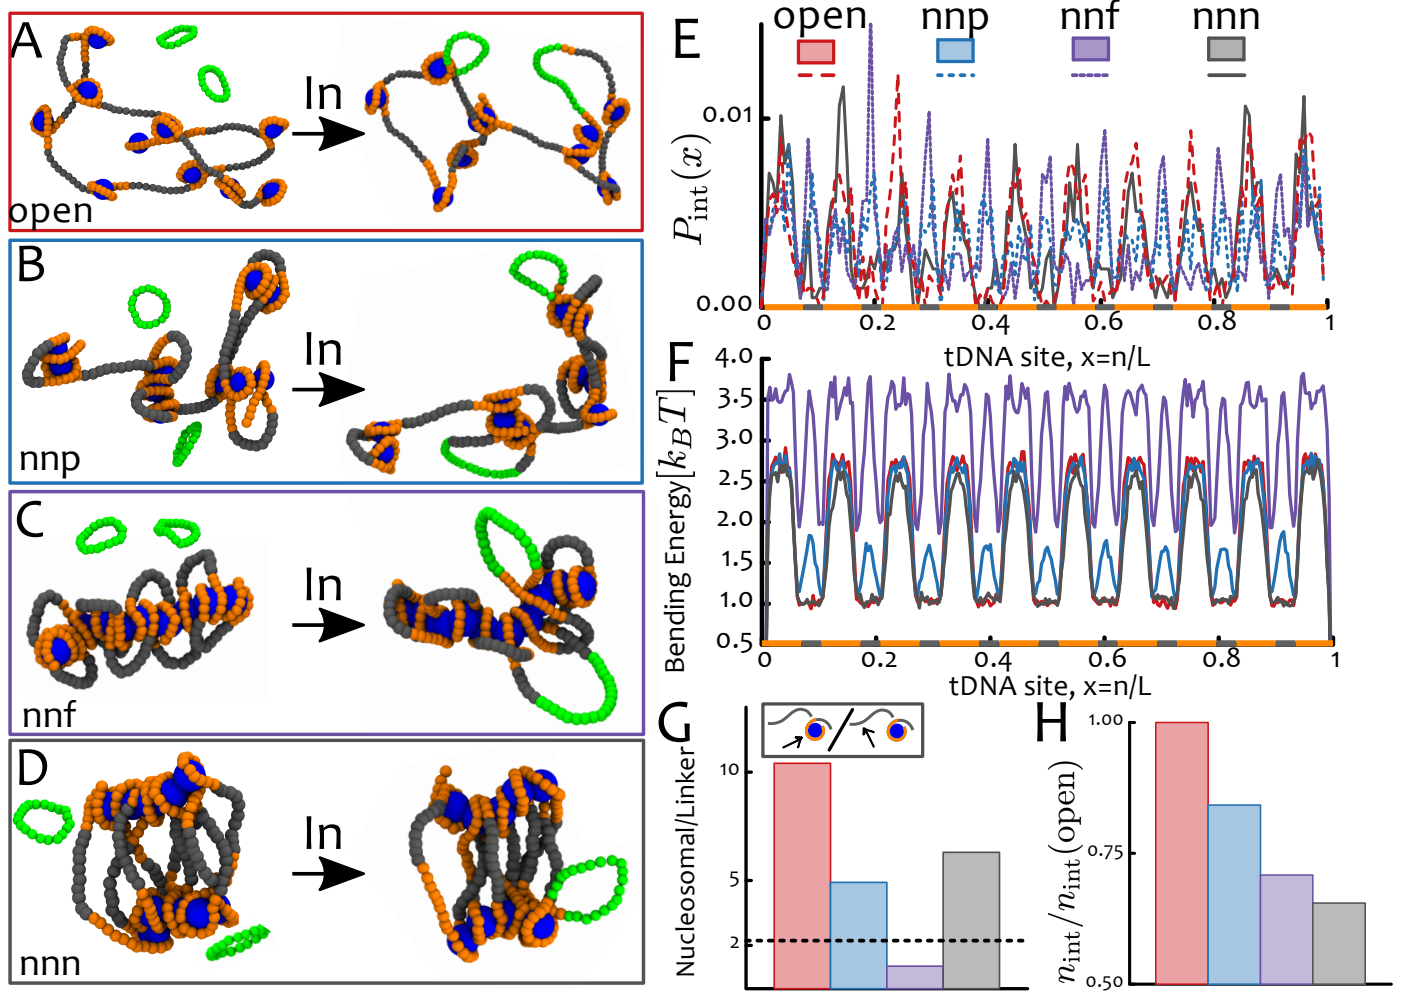 A
In
open
B
In
nnp
C
In
nnf
D
In
nnn
E
open nnp nnf nnn
P_int(x)
0.01
0.00
0 0.2 0.4 0.6 0.8 1
tDNA site, x=n/L
F
Bending Energy[k_BT]
4.0
3.5
3.0
2.5
2.0
1.5
1.0
0.5
0 0.2 0.4 0.6 0.8 1
tDNA site, x=n/L
G
Nucleosomal/Linker
10
5
2
H
n_int/n_int(open)
1.00
0.75
0.50